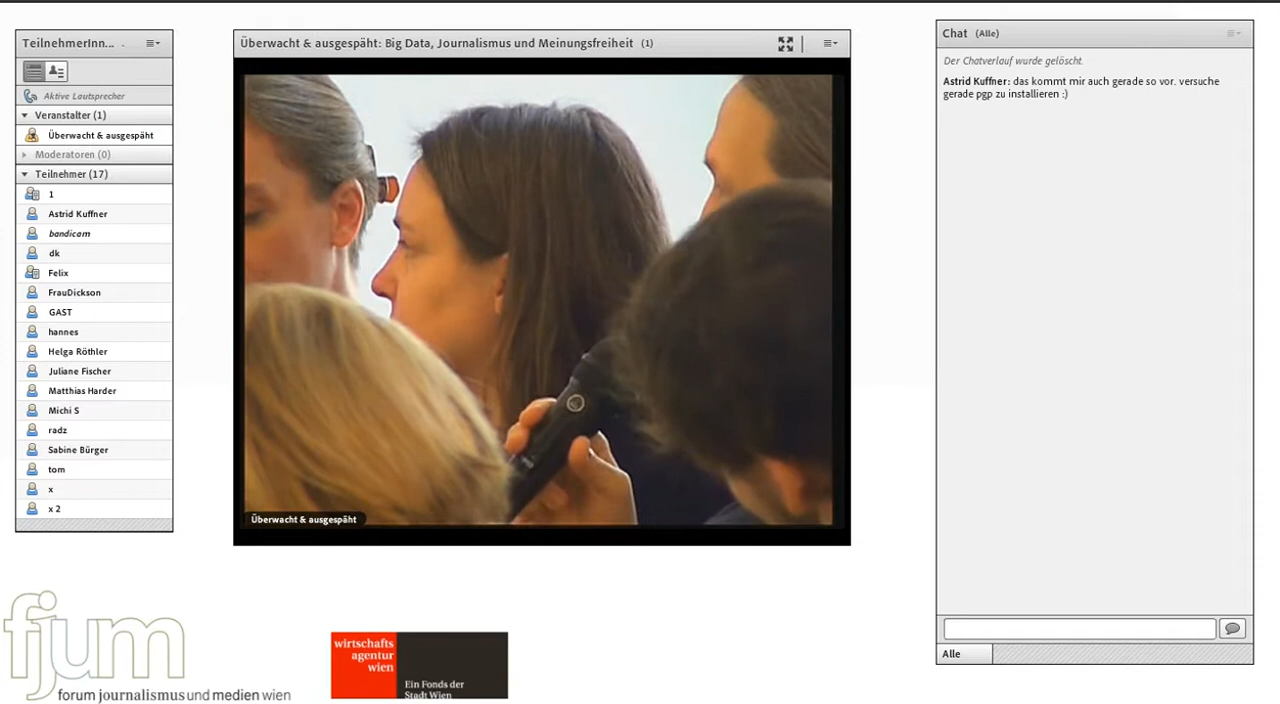 TeilnehmerInn... .
Aktive Lautsprecher
Veranstalter (1)
Überwacht & ausgespäht
Moderatoren (0)
Teilnehmer (17)
1
Astrid Kuffner
bandicam
dk
Felix
FrauDickson
GAST
hannes
Helga Röthler
Juliane Fischer
Matthias Harder
Michi S
radz
Sabine Bürger
tom
x
x 2
Überwacht & ausgespäht: Big Data, Journalismus und Meinungsfreiheit (1)
Überwacht & ausgespäht
Chat (Alle)
Der Chatverlauf wurde gelöscht.
Astrid Kuffner: das kommt mir auch gerade so vor. versuche
gerade pgp zu installieren :)
Alle
fjum
forum journalismus und medien wien
wirtschafts
agentur
wien
Ein Fonds der
Stadt Wien